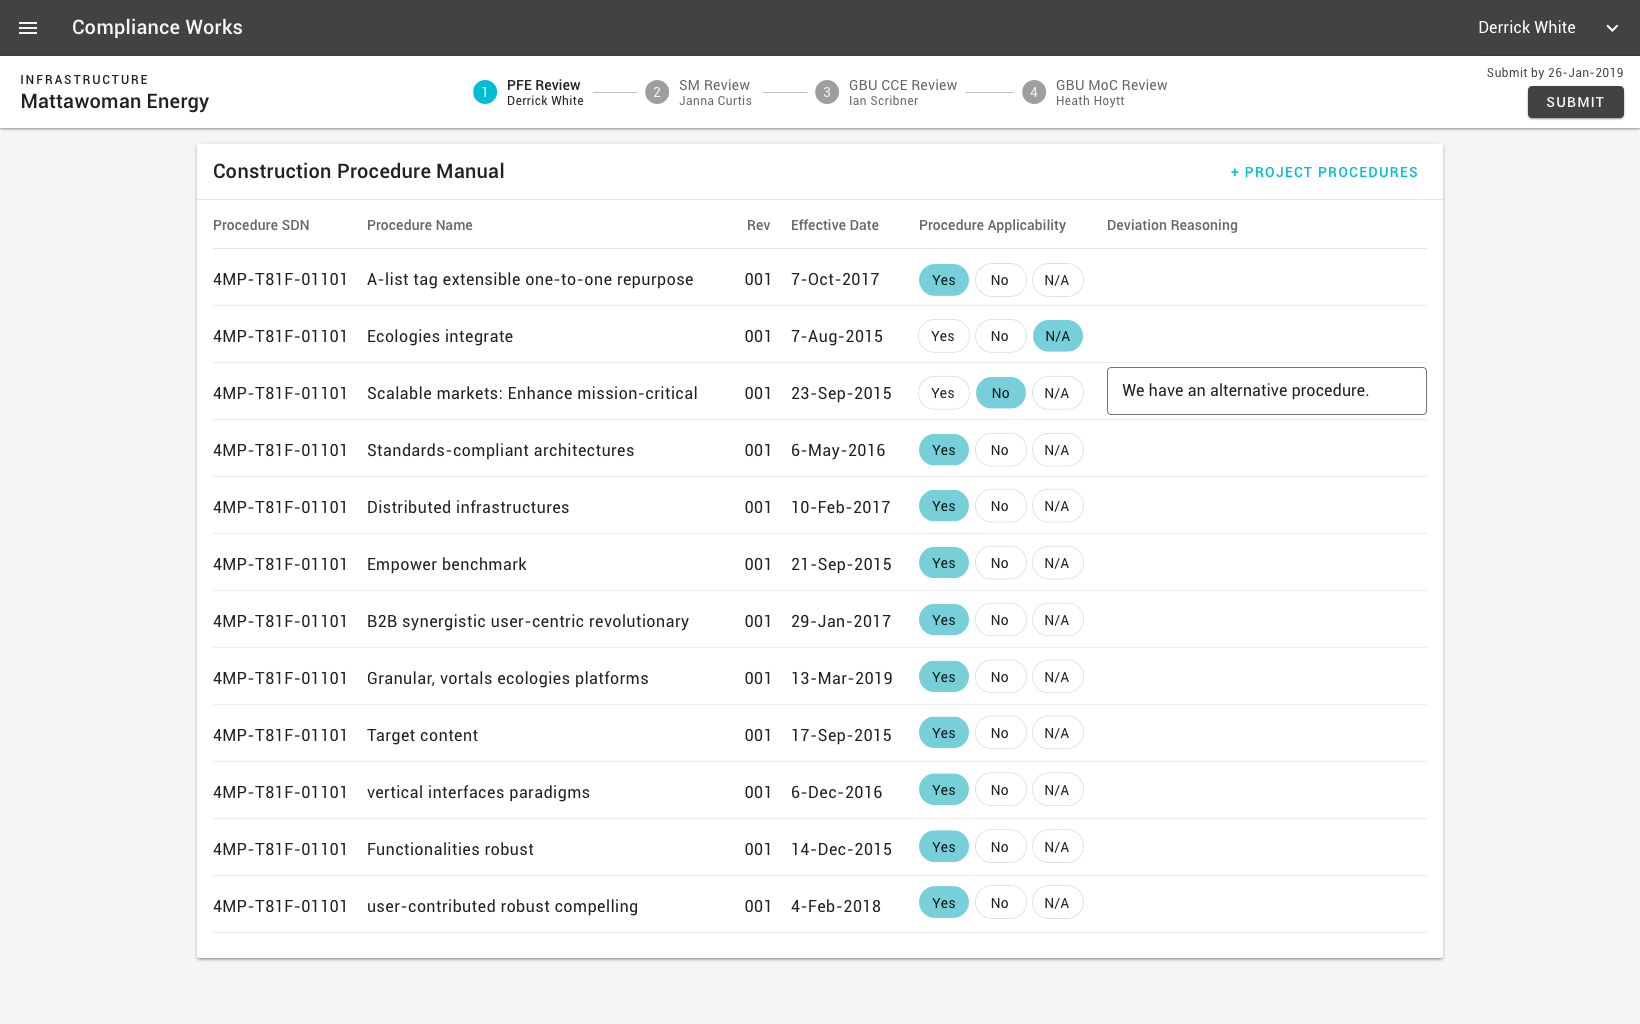 Compliance Works
Derrick White
INFRASTRUCTURE
Mattawoman Energy
1 PFE Review
Derrick White
2 SM Review
Janna Curtis
3 GBU CCE Review
Ian Scribner
4 GBU MoC Review
Heath Hoytt
Submit by 26-Jan-2019
SUBMIT
Construction Procedure Manual
+ PROJECT PROCEDURES
Procedure SDN Procedure Name Rev Effective Date Procedure Applicability Deviation Reasoning
4MP-T81F-01101 A-list tag extensible one-to-one repurpose 001 7-Oct-2017 Yes No N/A
4MP-T81F-01101 Ecologies integrate 001 7-Aug-2015 Yes No N/A
4MP-T81F-01101 Scalable markets: Enhance mission-critical 001 23-Sep-2015 Yes No N/A We have an alternative procedure.
4MP-T81F-01101 Standards-compliant architectures 001 6-May-2016 Yes No N/A
4MP-T81F-01101 Distributed infrastructures 001 10-Feb-2017 Yes No N/A
4MP-T81F-01101 Empower benchmark 001 21-Sep-2015 Yes No N/A
4MP-T81F-01101 B2B synergistic user-centric revolutionary 001 29-Jan-2017 Yes No N/A
4MP-T81F-01101 Granular, vortals ecologies platforms 001 13-Mar-2019 Yes No N/A
4MP-T81F-01101 Target content 001 17-Sep-2015 Yes No N/A
4MP-T81F-01101 vertical interfaces paradigms 001 6-Dec-2016 Yes No N/A
4MP-T81F-01101 Functionalities robust 001 14-Dec-2015 Yes No N/A
4MP-T81F-01101 user-contributed robust compelling 001 4-Feb-2018 Yes No N/A